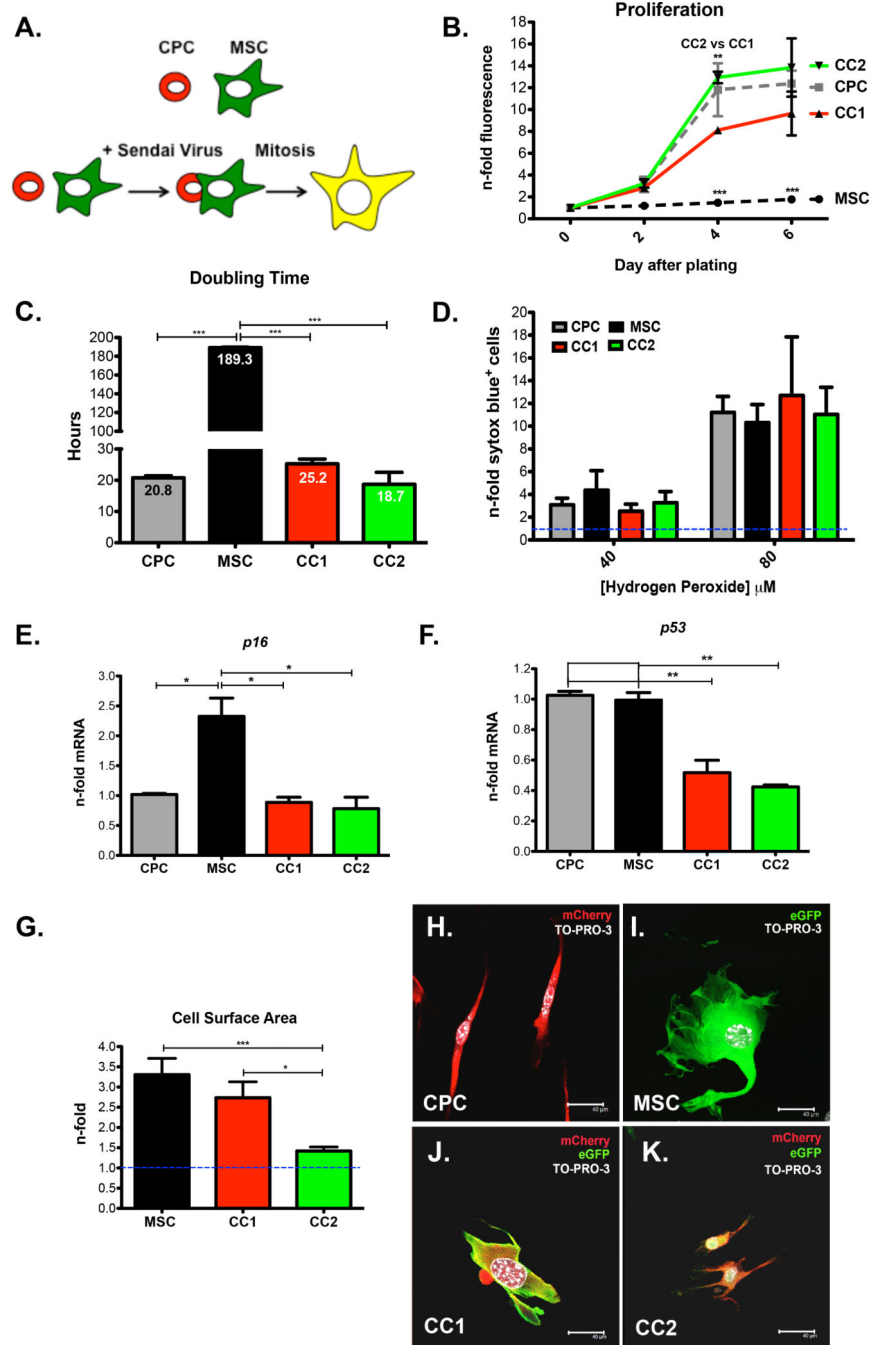 A.
CPC MSC
+ Sendai Virus Mitosis
B.
Proliferation
CC2 vs CC1
**
n-fold fluorescence
16
14
12
10
8
6
4
2
*** ***
CC2
CPC
CC1
MSC
0 2 4 6
Day after plating
C.
Doubling Time
*** *** ***
Hours
200
180
160
140
120
100
30
20
10
0
20.8 189.3 25.2 18.7
CPC MSC CC1 CC2
D.
CPC MSC
CC1 CC2
n-fold sytox blue+ cells
20
18
16
14
12
10
8
6
4
2
0
40 80
[Hydrogen Peroxide] μM
E.
p16
* * *
n-fold mRNA
3.0
2.5
2.0
1.5
1.0
0.5
0.0
CPC MSC CC1 CC2
F.
p53
**
**
n-fold mRNA
1.2
1.0
0.8
0.6
0.4
0.2
0.0
CPC MSC CC1 CC2
G.
Cell Surface Area
***
*
n-fold
4.0
3.5
3.0
2.5
2.0
1.5
1.0
0.5
0.0
MSC CC1 CC2
H.
mCherry
TO-PRO-3
CPC
40 μm
I.
eGFP
TO-PRO-3
MSC
40 μm
J.
mCherry
eGFP
TO-PRO-3
CC1
40 μm
K.
mCherry
eGFP
TO-PRO-3
CC2
40 μm